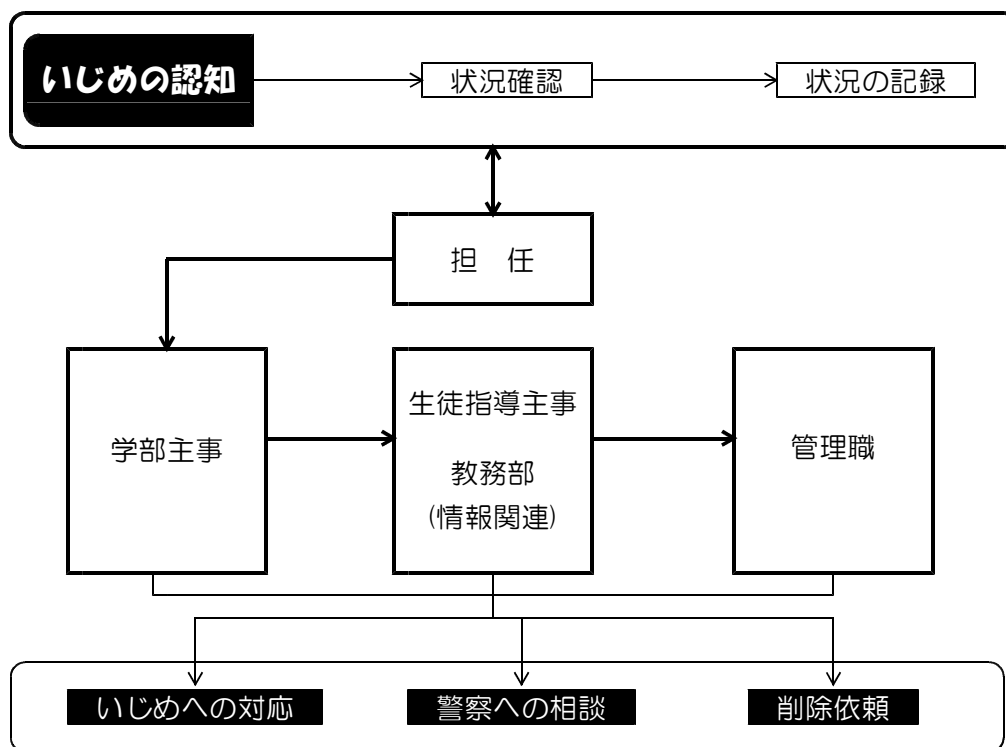 いじめの認知
状況確認
状況の記録
担　任
学部主事
生徒指導主事
教務部
(情報関連)
管理職
いじめへの対応
警察への相談
削除依頼